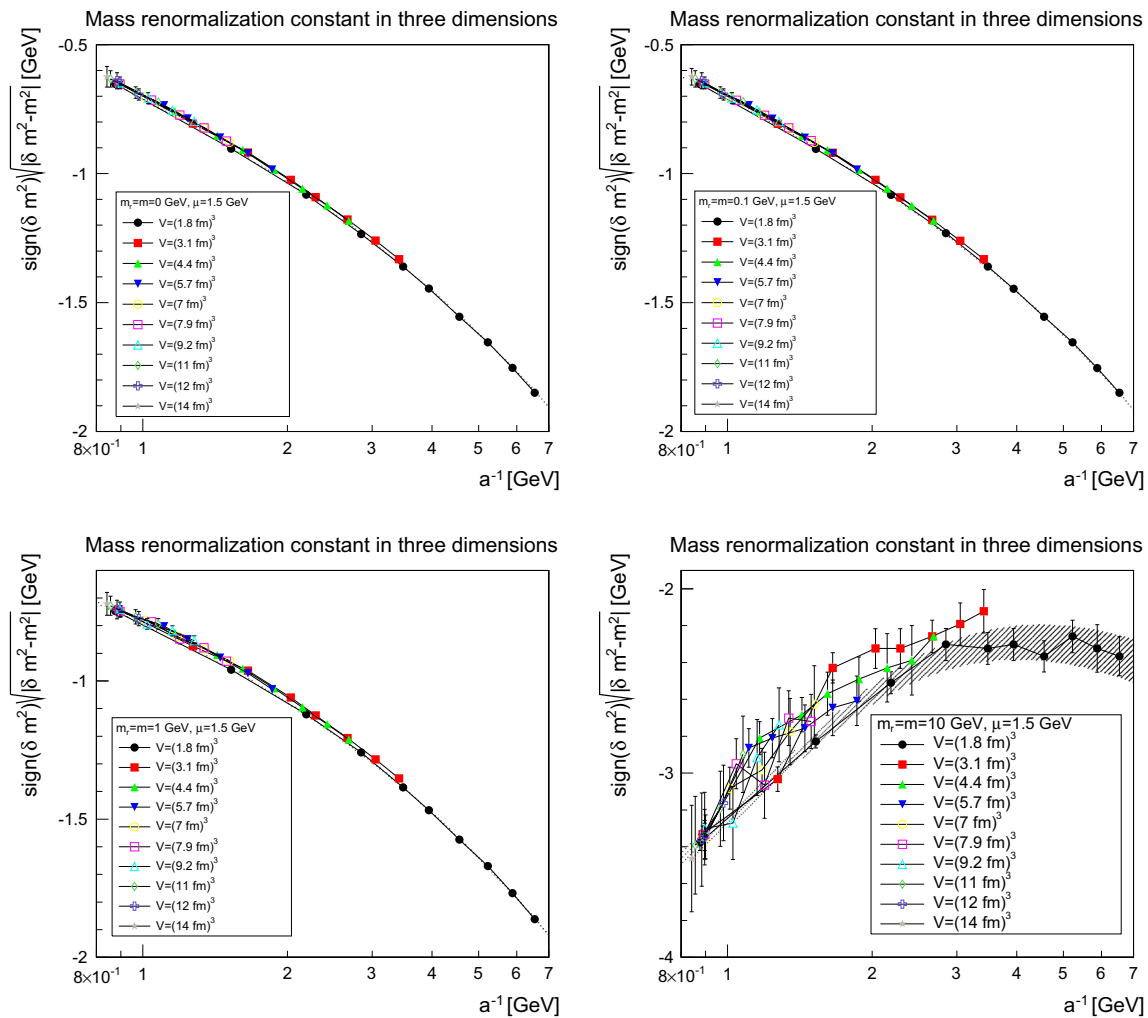 Mass renormalization constant in three dimensions
sign(δ m²)√|δ m²-m²| [GeV]
-0.5
-1
-1.5
-2
m_r=m=0 GeV, μ=1.5 GeV
V=(1.8 fm)³
V=(3.1 fm)³
V=(4.4 fm)³
V=(5.7 fm)³
V=(7 fm)³
V=(7.9 fm)³
V=(9.2 fm)³
V=(11 fm)³
V=(12 fm)³
V=(14 fm)³
8×10⁻¹ 1 2 3 4 5 6 7
a⁻¹ [GeV]
Mass renormalization constant in three dimensions
sign(δ m²)√|δ m²-m²| [GeV]
-0.5
-1
-1.5
-2
m_r=m=0.1 GeV, μ=1.5 GeV
V=(1.8 fm)³
V=(3.1 fm)³
V=(4.4 fm)³
V=(5.7 fm)³
V=(7 fm)³
V=(7.9 fm)³
V=(9.2 fm)³
V=(11 fm)³
V=(12 fm)³
V=(14 fm)³
8×10⁻¹ 1 2 3 4 5 6 7
a⁻¹ [GeV]
Mass renormalization constant in three dimensions
sign(δ m²)√|δ m²-m²| [GeV]
-1
-1.5
-2
m_r=m=1 GeV, μ=1.5 GeV
V=(1.8 fm)³
V=(3.1 fm)³
V=(4.4 fm)³
V=(5.7 fm)³
V=(7 fm)³
V=(7.9 fm)³
V=(9.2 fm)³
V=(11 fm)³
V=(12 fm)³
V=(14 fm)³
8×10⁻¹ 1 2 3 4 5 6 7
a⁻¹ [GeV]
Mass renormalization constant in three dimensions
sign(δ m²)√|δ m²-m²| [GeV]
-2
-3
-4
m_r=m=10 GeV, μ=1.5 GeV
V=(1.8 fm)³
V=(3.1 fm)³
V=(4.4 fm)³
V=(5.7 fm)³
V=(7 fm)³
V=(7.9 fm)³
V=(9.2 fm)³
V=(11 fm)³
V=(12 fm)³
V=(14 fm)³
8×10⁻¹ 1 2 3 4 5 6 7
a⁻¹ [GeV]